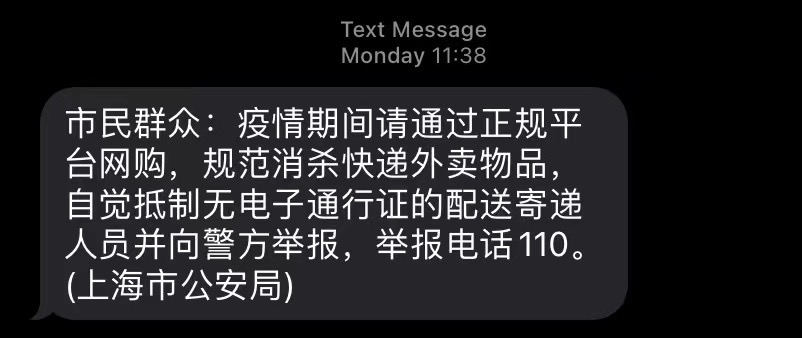 Text Message
Monday 11:38
市民群众：疫情期间请通过正规平
台网购，规范消杀快递外卖物品，
自觉抵制无电子通行证的配送寄递
人员并向警方举报，举报电话110。
(上海市公安局)